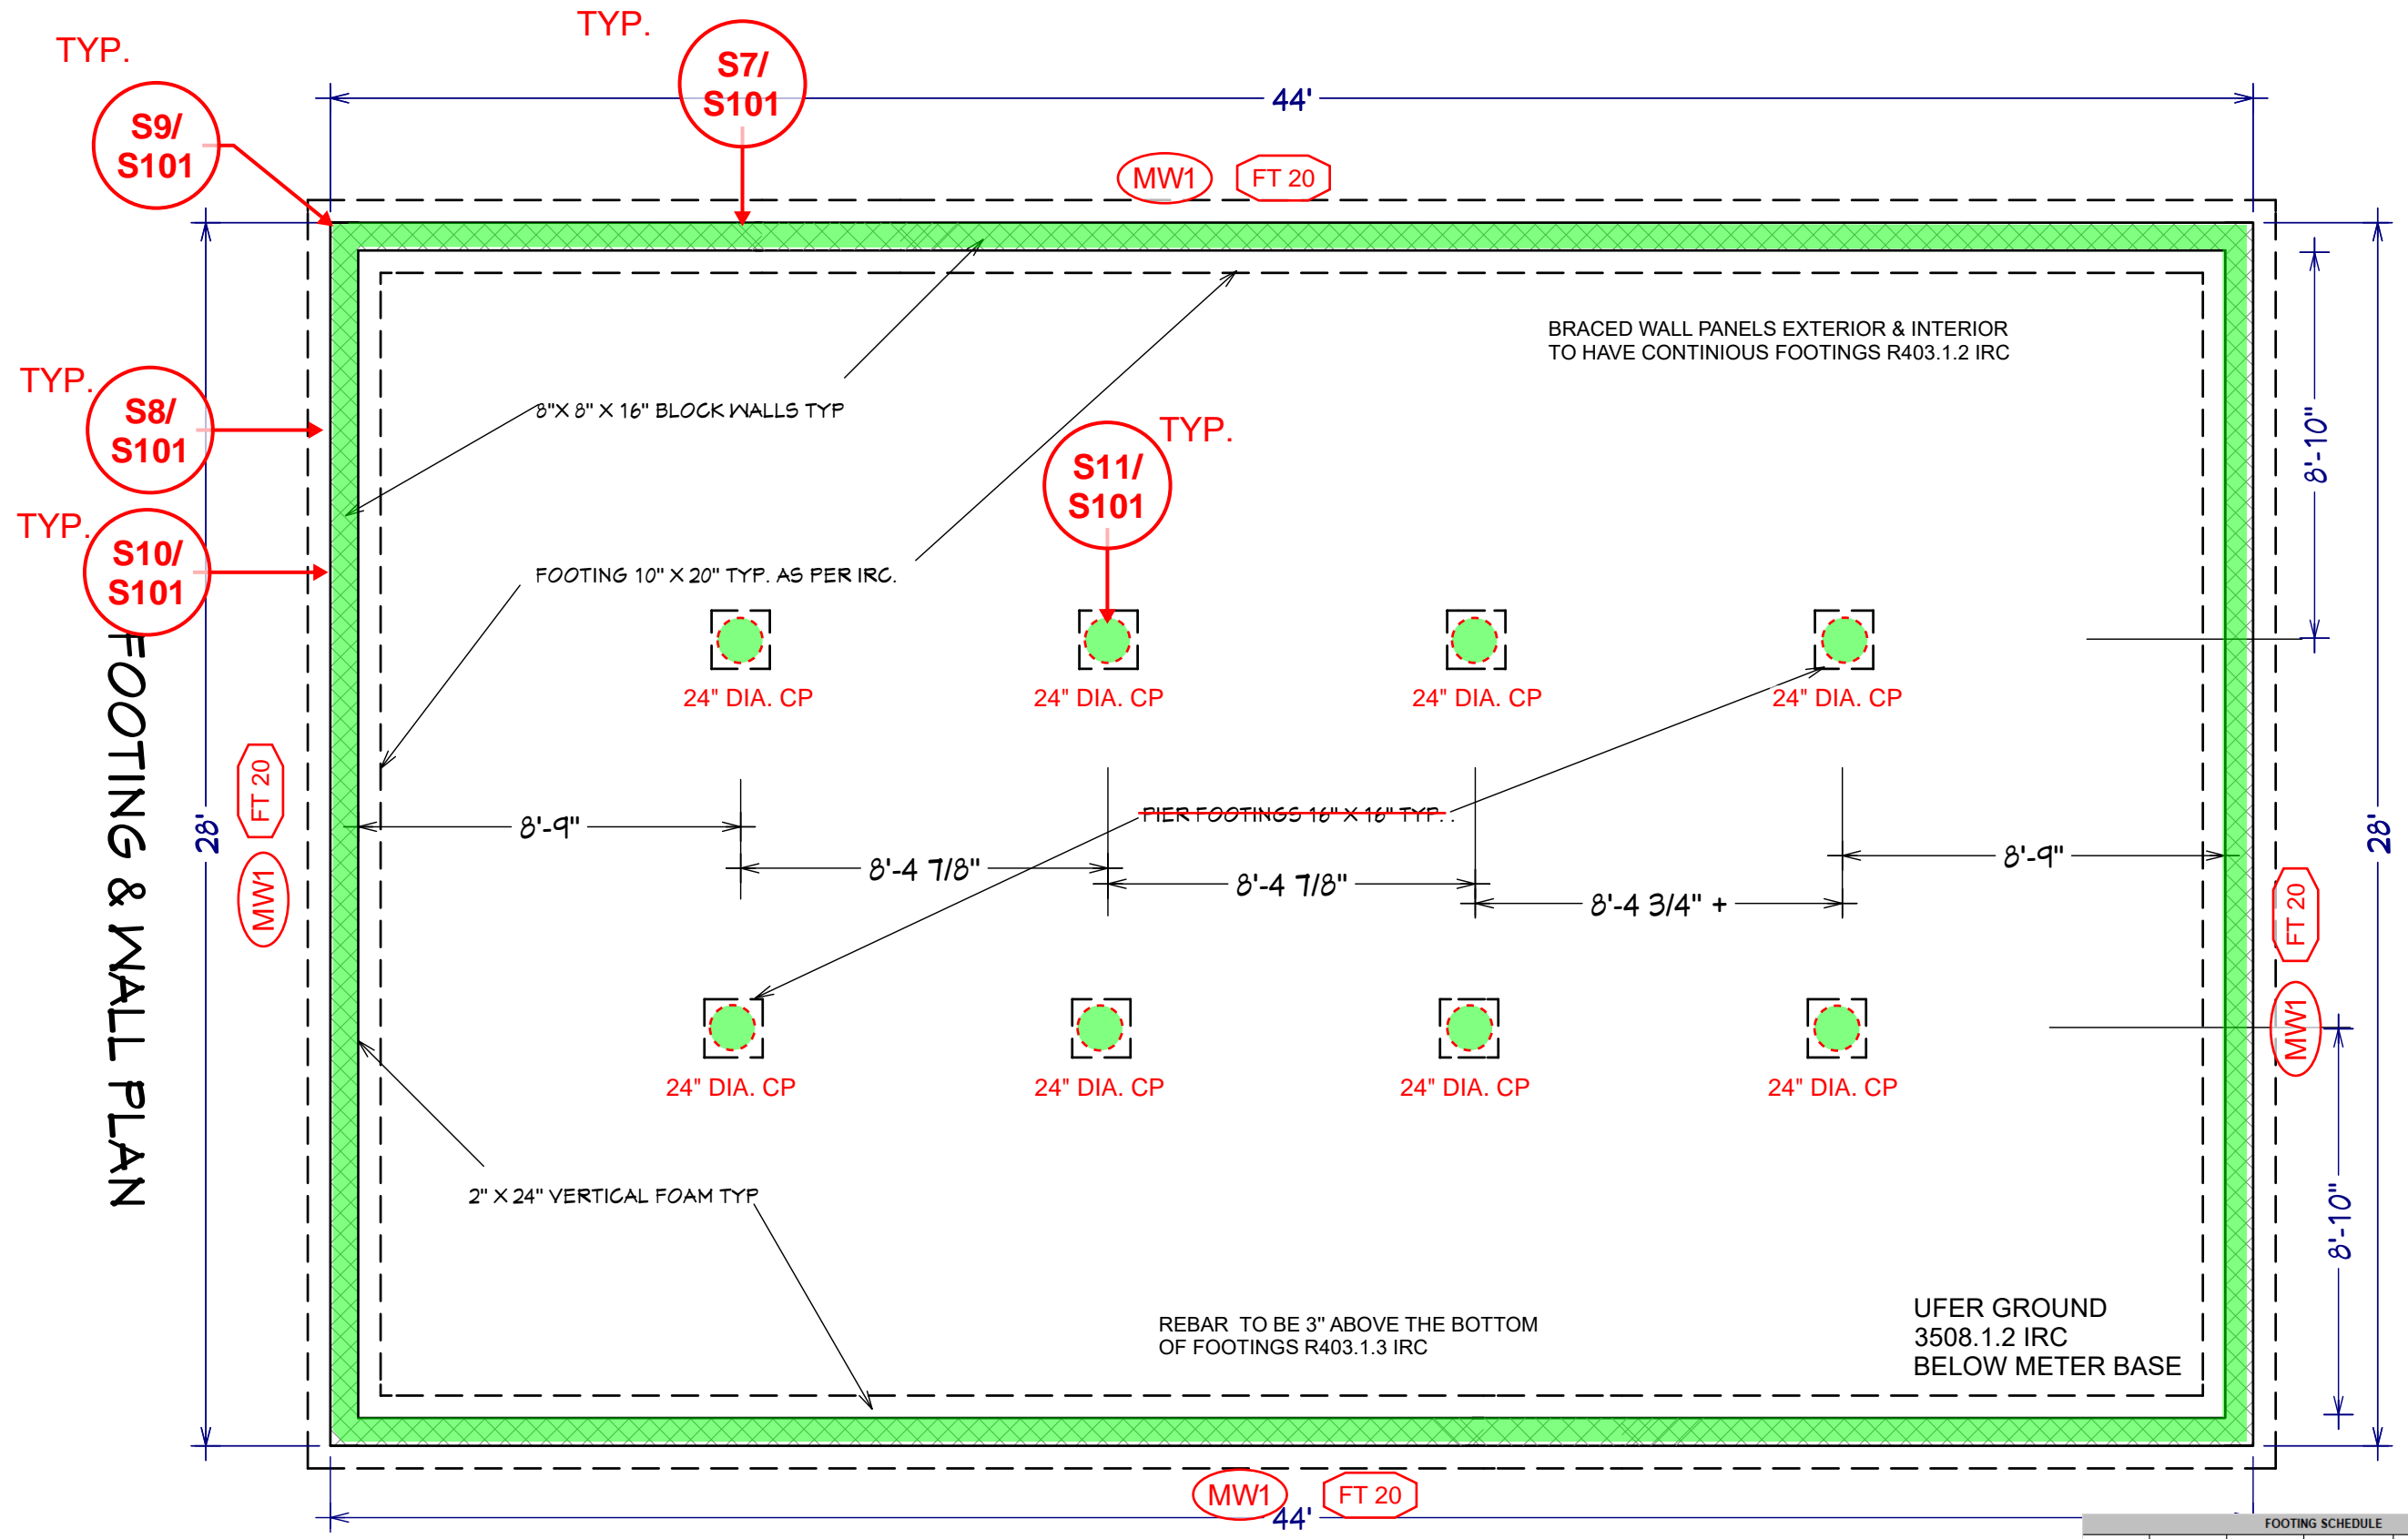 TYP.
TYP.
S7/
S101
S9/
S101
44'
MW1
FT 20
BRACED WALL PANELS EXTERIOR & INTERIOR
TO HAVE CONTINIOUS FOOTINGS R403.1.2 IRC
TYP.
S8/
S101
8"X 8" X 16" BLOCK WALLS TYP
TYP.
S11/
S101
8'-10"
TYP.
S10/
S101
FOOTING 10" X 20" TYP. AS PER IRC.
24" DIA. CP
24" DIA. CP
24" DIA. CP
24" DIA. CP
FOOTING & WALL PLAN
28'
FT 20
MW1
8'-9"
PIER FOOTINGS 16" X 16" TYP. .
8'-4 7/8"
8'-4 7/8"
8'-4 3/4" +
8'-9"
28'
FT 20
MW1
24" DIA. CP
24" DIA. CP
24" DIA. CP
24" DIA. CP
2" X 24" VERTICAL FOAM TYP
8'-10"
REBAR TO BE 3" ABOVE THE BOTTOM
OF FOOTINGS R403.1.3 IRC
UFER GROUND
3508.1.2 IRC
BELOW METER BASE
MW1
FT 20
44'
FOOTING SCHEDULE